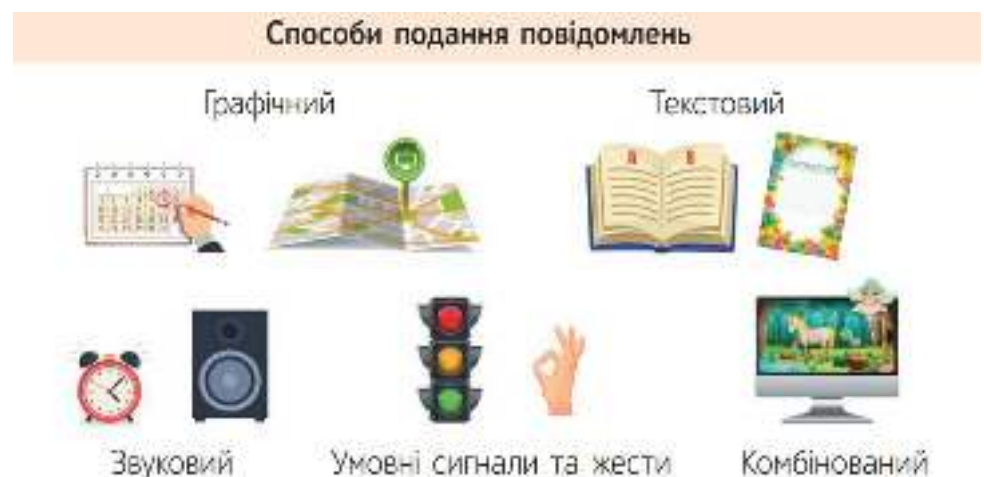 Способи подання повідомлень
Графічний
Текстовий
Звуковий
Умовні сигнали та жести
Комбінований